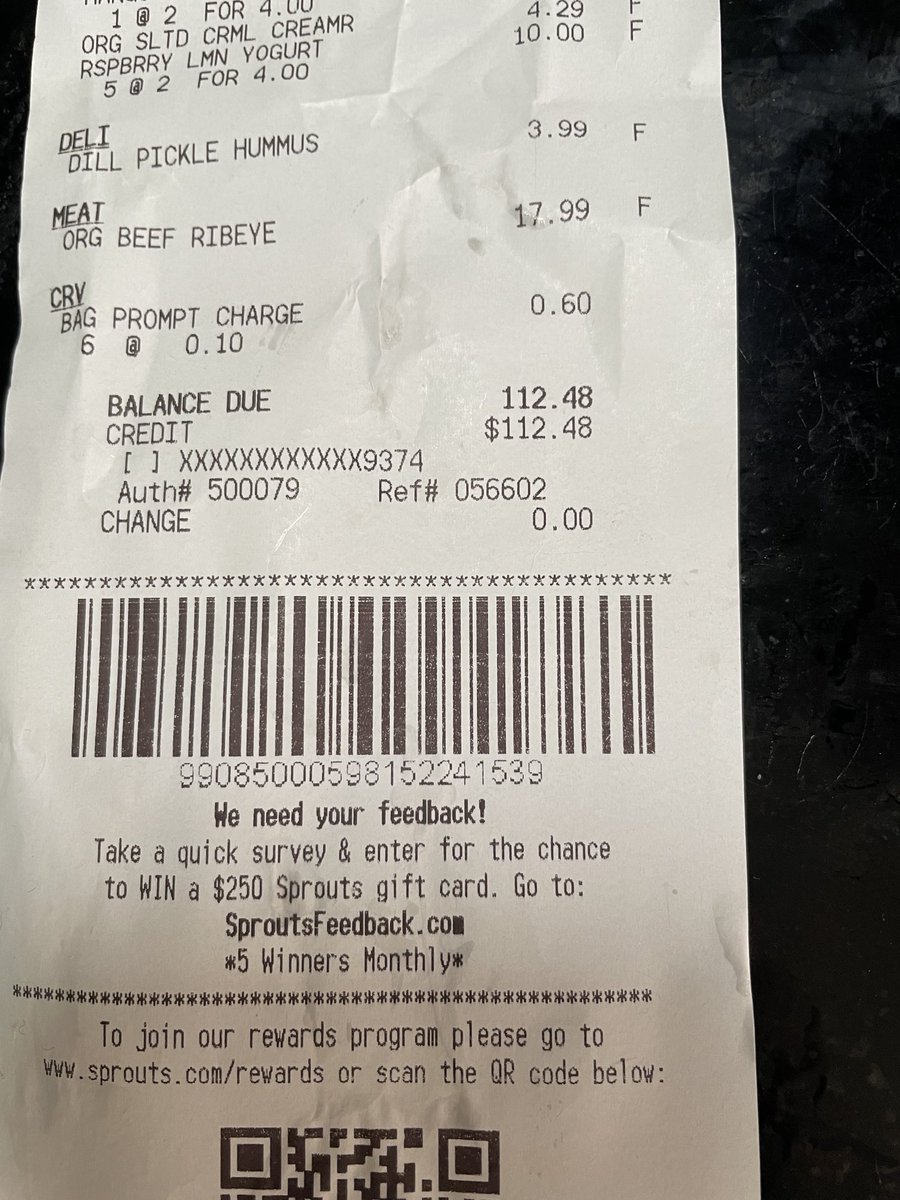 1 @ 2 FOR 4.00
ORG SLTD CRML CREAMR 4.29 F
RSPBRRY LMN YOGURT 10.00 F
5 @ 2 FOR 4.00
DELI
DILL PICKLE HUMMUS 3.99 F
MEAT
ORG BEEF RIBEYE 17.99 F
CRV
BAG PROMPT CHARGE 0.60
6 @ 0.10
BALANCE DUE 112.48
CREDIT $112.48
[ ] XXXXXXXXXXXX9374
Auth# 500079 Ref# 056602
CHANGE 0.00
*******************************************
99085000598152241539
We need your feedback!
Take a quick survey & enter for the chance
to WIN a $250 Sprouts gift card. Go to:
SproutsFeedback.com
*5 Winners Monthly*
*******************************************
To join our rewards program please go to
www.sprouts.com/rewards or scan the QR code below: